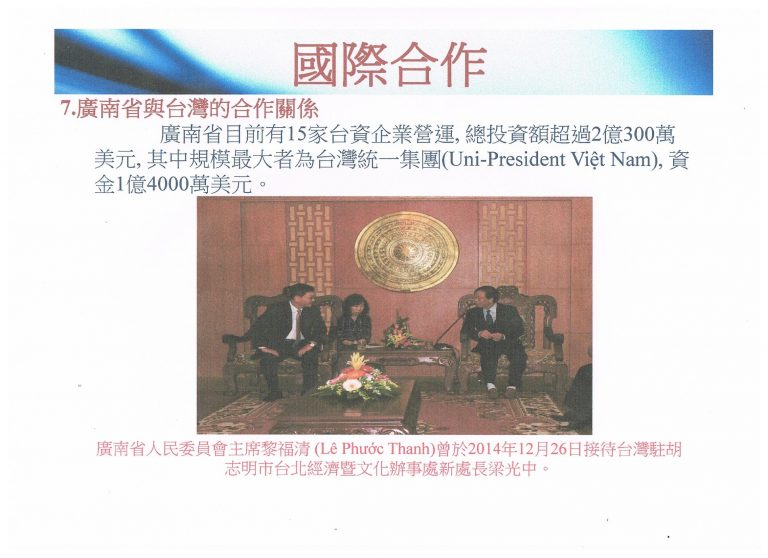 國際合作
7.廣南省與台灣的合作關係
廣南省目前有15家台資企業營運, 總投資額超過2億300萬
美元, 其中規模最大者為台灣統一集團(Uni-President Việt Nam), 資
金1億4000萬美元。
廣南省人民委員會主席黎福清 (Lê Phước Thanh)曾於2014年12月26日接待台灣駐胡
志明市台北經濟暨文化辦事處新處長梁光中。